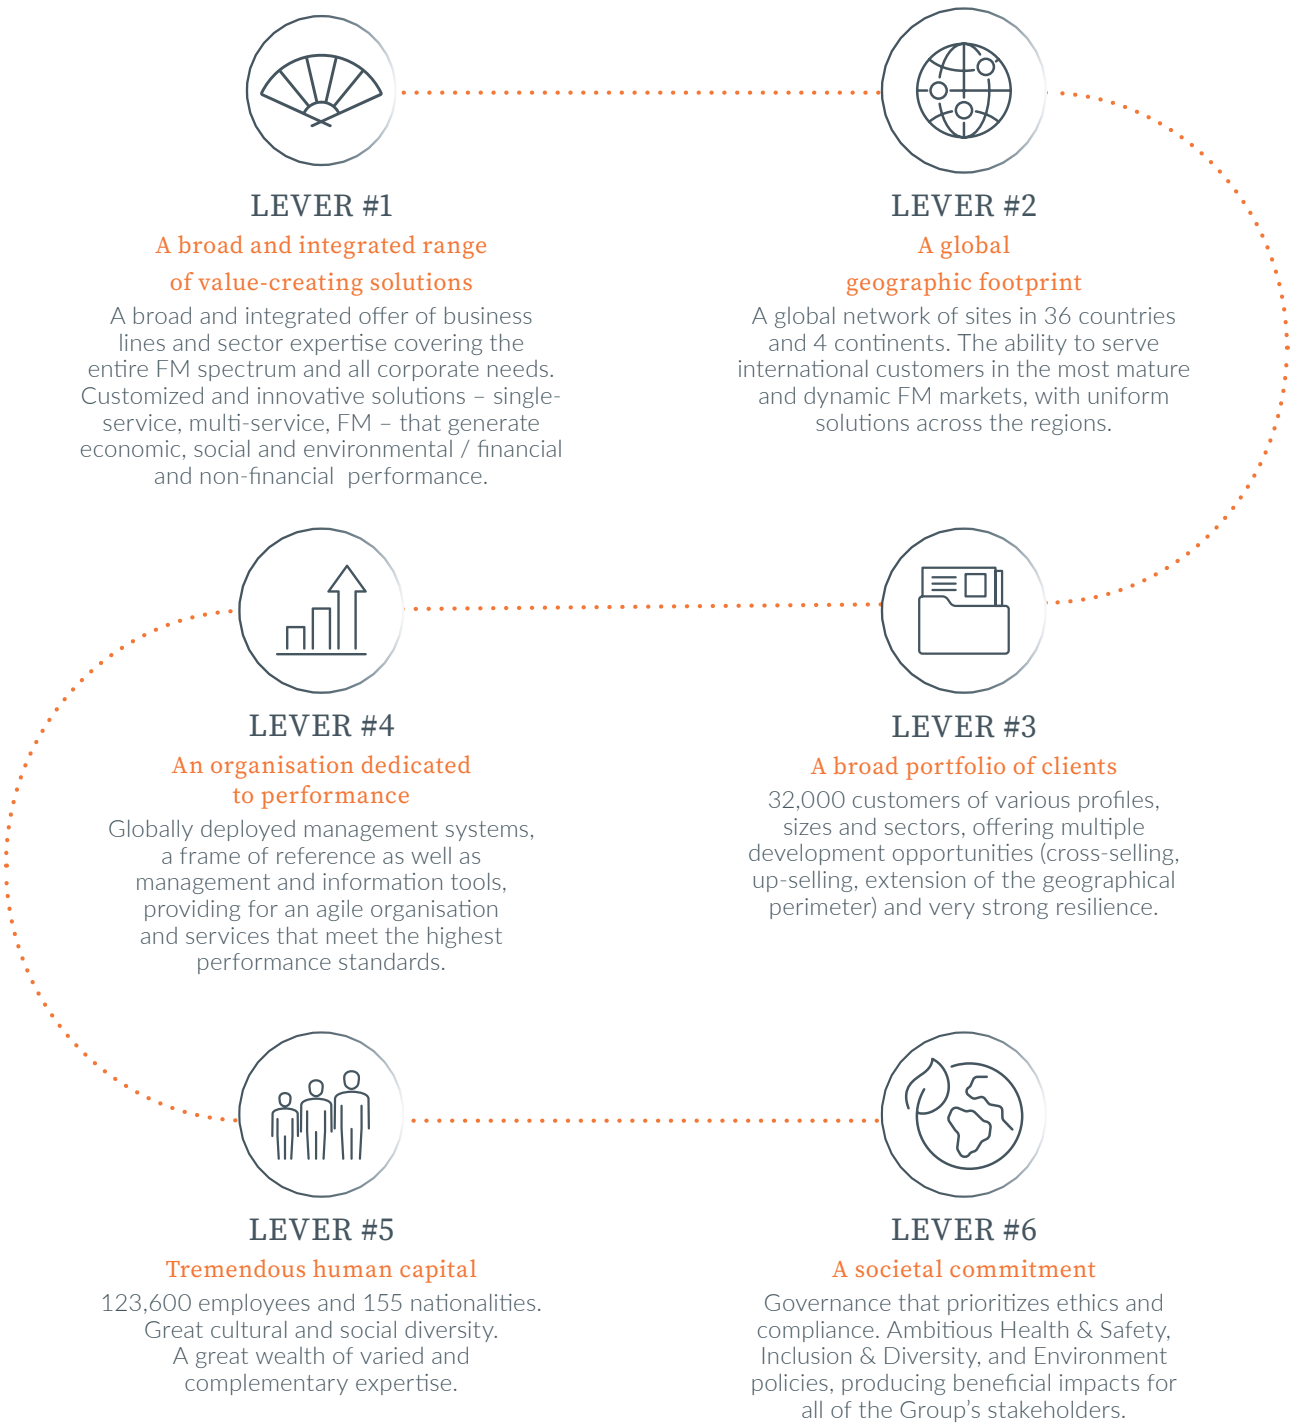 LEVER #1
A broad and integrated range
of value-creating solutions
A broad and integrated offer of business
lines and sector expertise covering the
entire FM spectrum and all corporate needs.
Customized and innovative solutions – single-
service, multi-service, FM – that generate
economic, social and environmental / financial
and non-financial  performance.
LEVER #2
A global
geographic footprint
A global network of sites in 36 countries
and 4 continents. The ability to serve
international customers in the most mature
and dynamic FM markets, with uniform
solutions across the regions.
LEVER #3
A broad portfolio of clients
32,000 customers of various profiles,
sizes and sectors, offering multiple
development opportunities (cross-selling,
up-selling, extension of the geographical
perimeter) and very strong resilience.
LEVER #4
An organisation dedicated
to performance
Globally deployed management systems,
a frame of reference as well as
management and information tools,
providing for an agile organisation
and services that meet the highest
performance standards.
LEVER #5
Tremendous human capital
123,600 employees and 155 nationalities.
Great cultural and social diversity.
A great wealth of varied and
complementary expertise.
LEVER #6
A societal commitment
Governance that prioritizes ethics and
compliance. Ambitious Health & Safety,
Inclusion & Diversity, and Environment
policies, producing beneficial impacts for
all of the Group’s stakeholders.